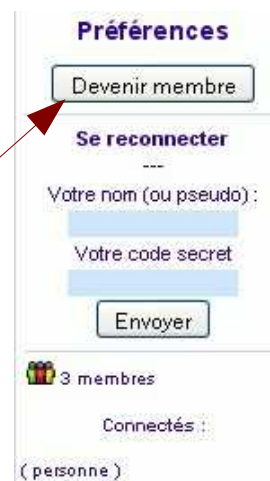 Préférences
Devenir membre
Se reconnecter
---
Votre nom (ou pseudo) :
Votre code secret
Envoyer
3 membres
Connectés :
( personne )